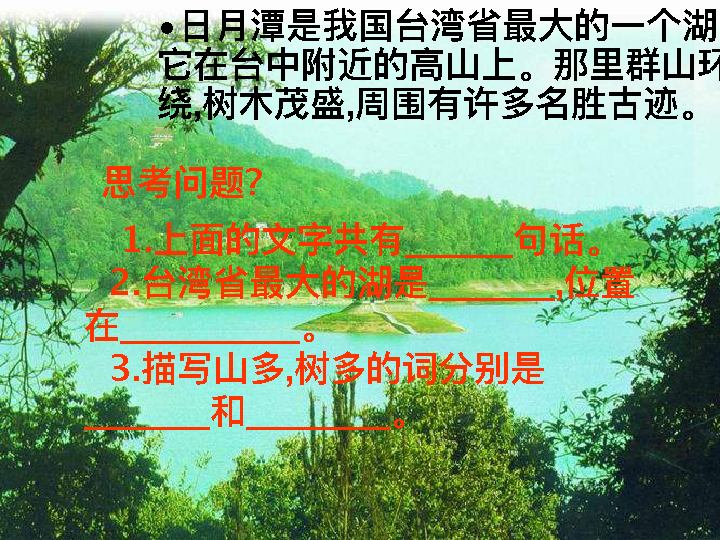 •日月潭是我国台湾省最大的一个湖
它在台中附近的高山上。那里群山环
绕,树木茂盛,周围有许多名胜古迹。
思考问题?
1.上面的文字共有______句话。
2.台湾省最大的湖是_______,位置
在__________。
3.描写山多,树多的词分别是
_______和________。